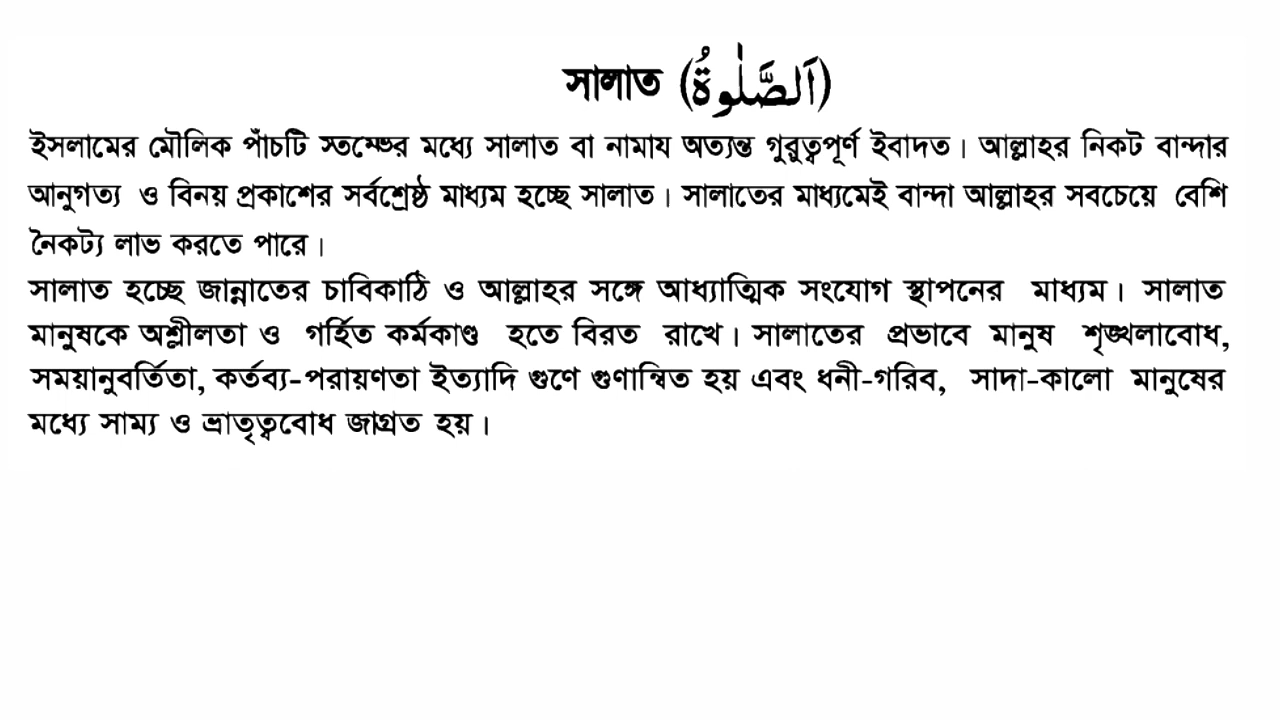 সালাত (اَلصَّلٰوةُ)
ইসলামের মৌলিক পাঁচটি স্তম্ভের মধ্যে সালাত বা নামায অত্যন্ত গুরুত্বপূর্ণ ইবাদত। আল্লাহর নিকট বান্দার
আনুগত্য ও বিনয় প্রকাশের সর্বশ্রেষ্ঠ মাধ্যম হচ্ছে সালাত। সালাতের মাধ্যমেই বান্দা আল্লাহর সবচেয়ে বেশি
নৈকট্য লাভ করতে পারে।
সালাত হচ্ছে জান্নাতের চাবিকাঠি ও আল্লাহর সঙ্গে আধ্যাত্মিক সংযোগ স্থাপনের মাধ্যম। সালাত
মানুষকে অশ্লীলতা ও গর্হিত কর্মকাণ্ড হতে বিরত রাখে। সালাতের প্রভাবে মানুষ শৃঙ্খলাবোধ,
সময়ানুবর্তিতা, কর্তব্য-পরায়ণতা ইত্যাদি গুণে গুণান্বিত হয় এবং ধনী-গরিব, সাদা-কালো মানুষের
মধ্যে সাম্য ও ভ্রাতৃত্ববোধ জাগ্রত হয়।